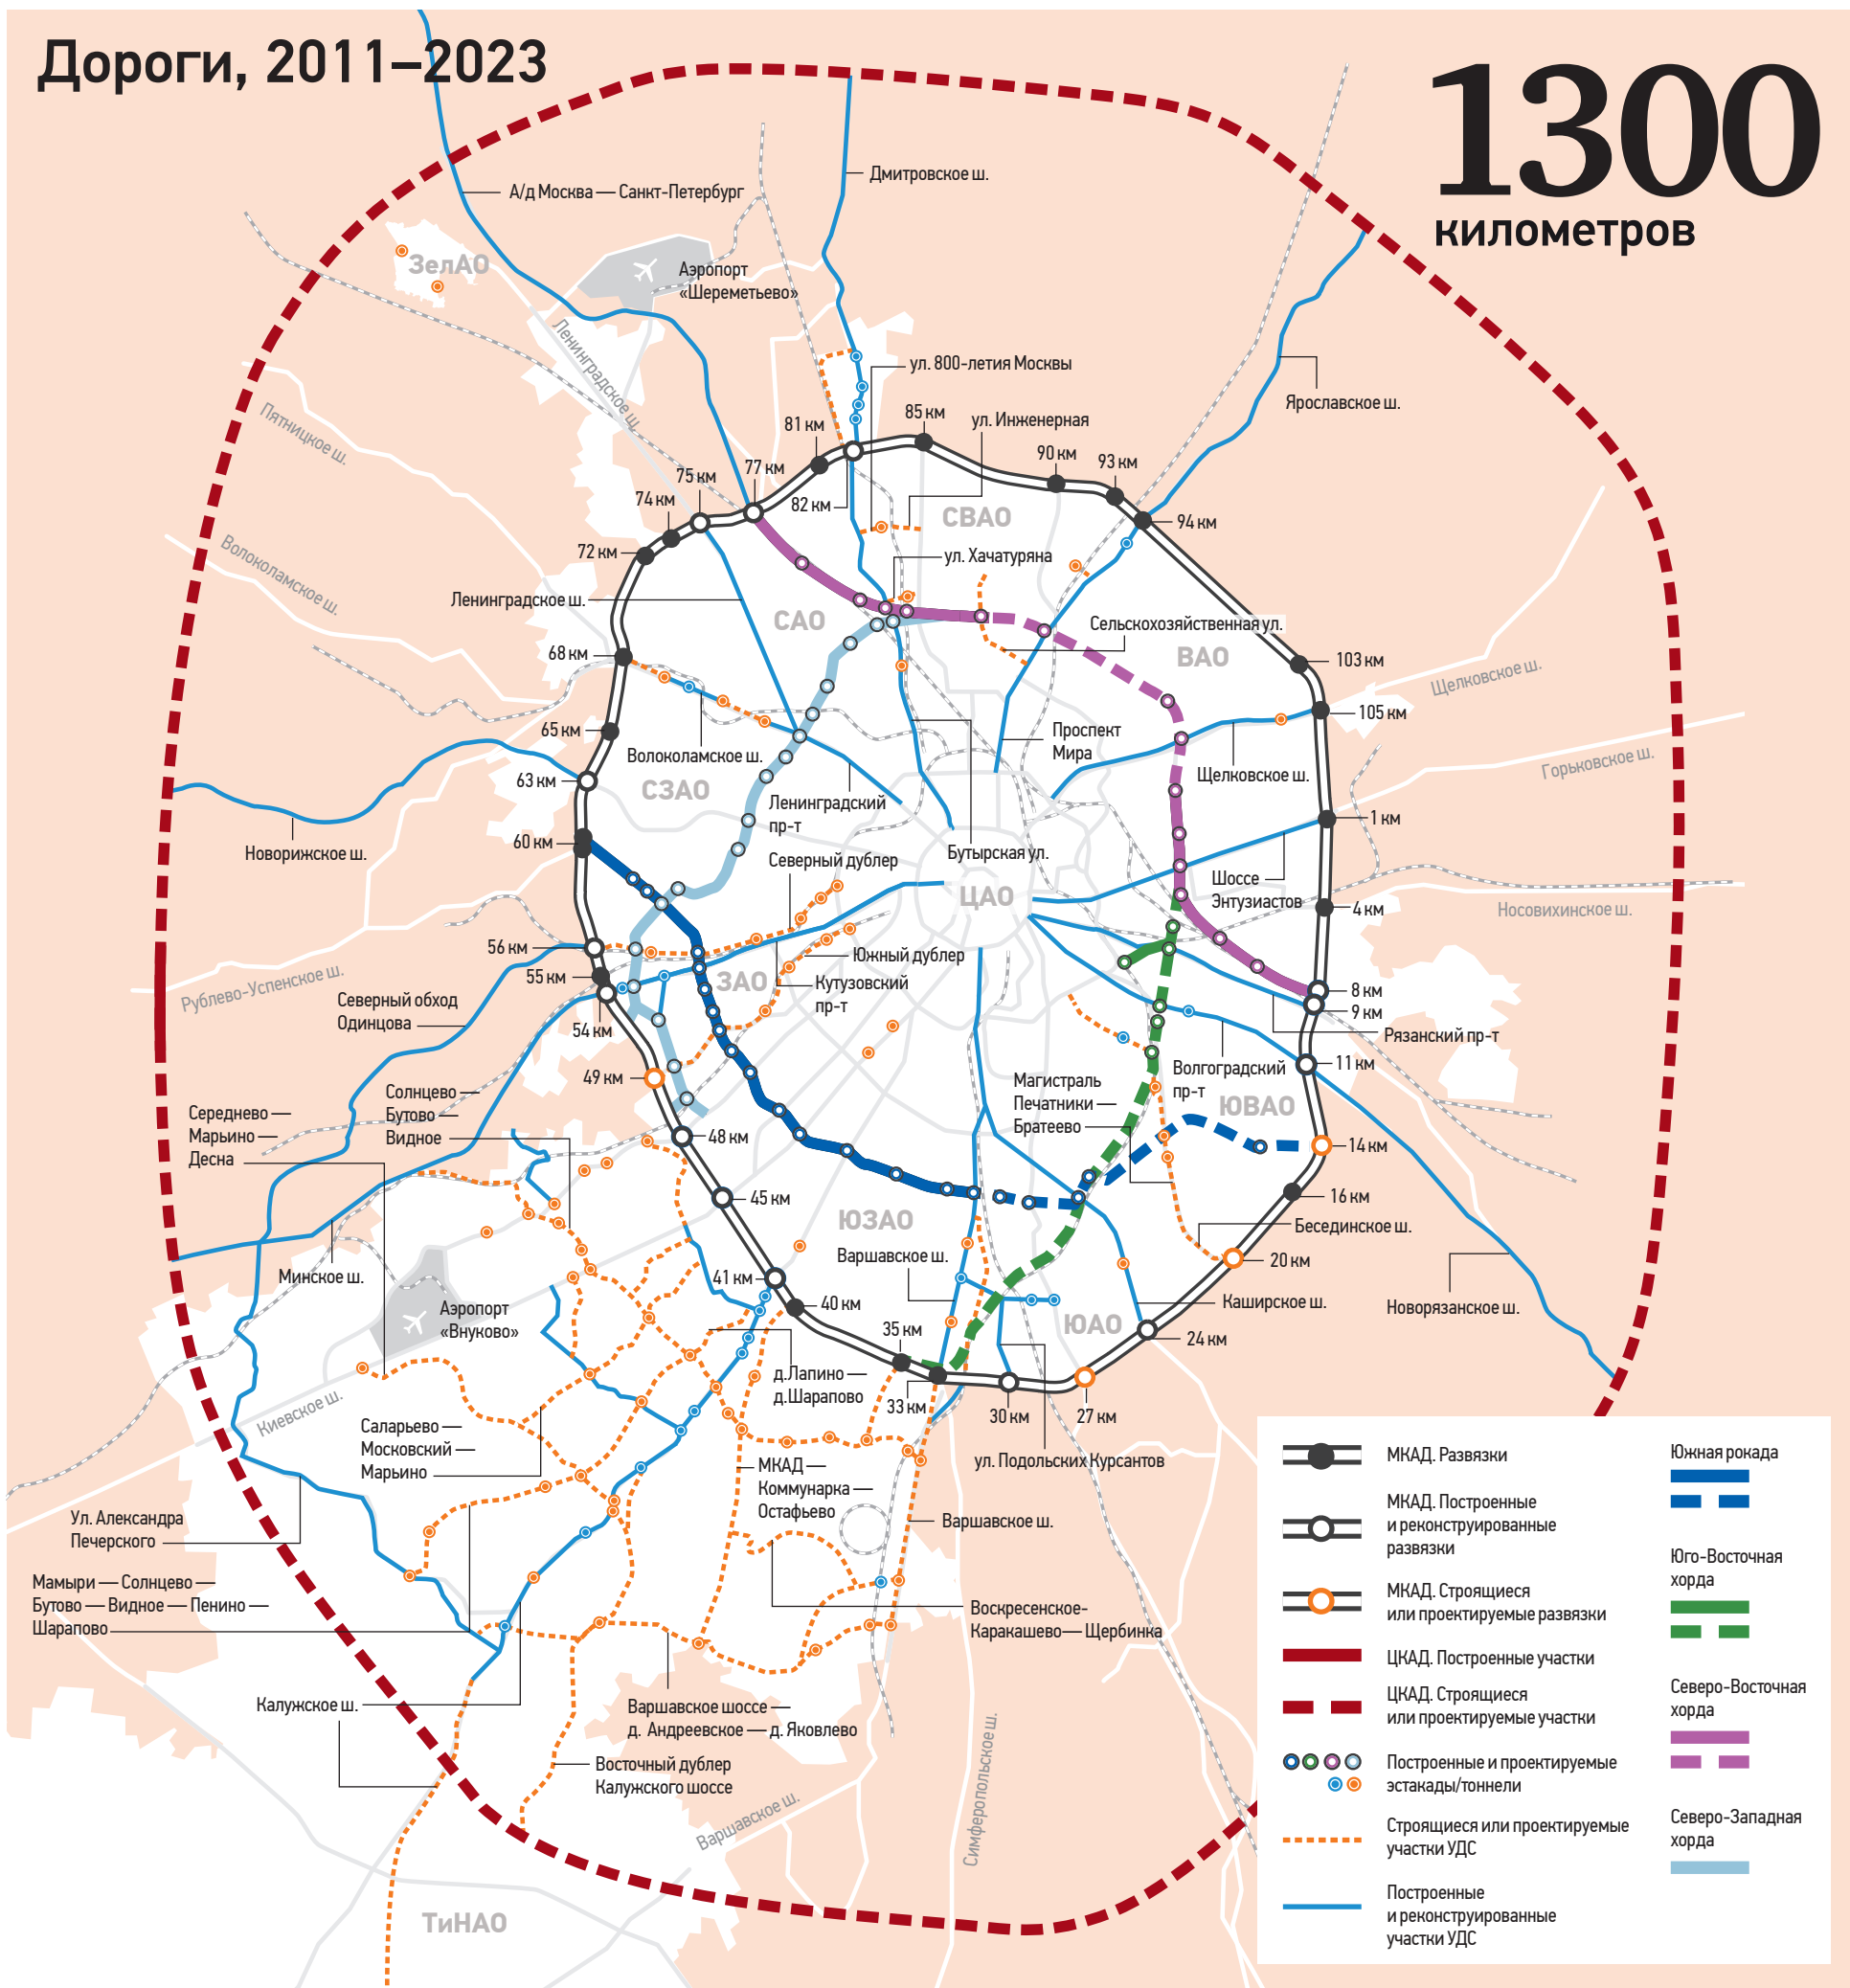 Дороги, 2011–2023
1300
километров
Дмитровское ш.
А/д Москва — Санкт-Петербург
ЗелАО
Аэропорт
«Шереметьево»
Ленинградское ш.
ул. 800-летия Москвы
Ярославское ш.
Пятницкое ш.
81 км
85 км
ул. Инженерная
90 км
93 км
77 км
75 км
74 км
82 км
СВАО
94 км
72 км
Волоколамское ш.
ул. Хачатуряна
Ленинградское ш.
САО
Сельскохозяйственная ул.
68 км
ВАО
103 км
Щелковское ш.
105 км
65 км
Проспект
Мира
Волоколамское ш.
Щелковское ш.
Горьковское ш.
63 км
СЗАО
Ленинградский
пр-т
1 км
60 км
Новорижское ш.
Бутырская ул.
Северный дублер
Шоссе
Энтузиастов
ЦАО
4 км
Носовихинское ш.
56 км
Южный дублер
55 км
Рублево-Успенское ш.
ЗАО
Кутузовский
пр-т
8 км
9 км
Северный обход
Одинцова
54 км
Рязанский пр-т
11 км
Волгоградский
пр-т
49 км
Магистраль
Печатники —
Братеево
ЮВАО
Солнцево —
Бутово —
Видное
Середнево —
Марьино —
Десна
48 км
14 км
45 км
16 км
ЮЗАО
Бесединское ш.
Варшавское ш.
20 км
Минское ш.
41 км
40 км
Каширское ш.
Новорязанское ш.
Аэропорт
«Внуково»
35 км
ЮАО
24 км
д.Лапино —
д.Шарапово
33 км
30 км
27 км
Киевское ш.
Саларьево —
Московский —
Марьино
МКАД —
Коммунарка —
Остафьево
ул. Подольских Курсантов
Ул. Александра
Печерского
Варшавское ш.
Мамыри — Солнцево —
Бутово — Видное — Пенино —
Шарапово
Воскресенское-
Каракашево— Щербинка
Калужское ш.
Варшавское шоссе —
д. Андреевское — д. Яковлево
Восточный дублер
Калужского шоссе
Варшавское ш.
Симферопольское ш.
ТиНАО
МКАД. Развязки
МКАД. Построенные
и реконструированные
развязки
МКАД. Строящиеся
или проектируемые развязки
ЦКАД. Построенные участки
ЦКАД. Строящиеся
или проектируемые участки
Построенные и проектируемые
эстакады/тоннели
Строящиеся или проектируемые
участки УДС
Построенные
и реконструированные
участки УДС
Южная рокада
Юго-Восточная
хорда
Северо-Восточная
хорда
Северо-Западная
хорда